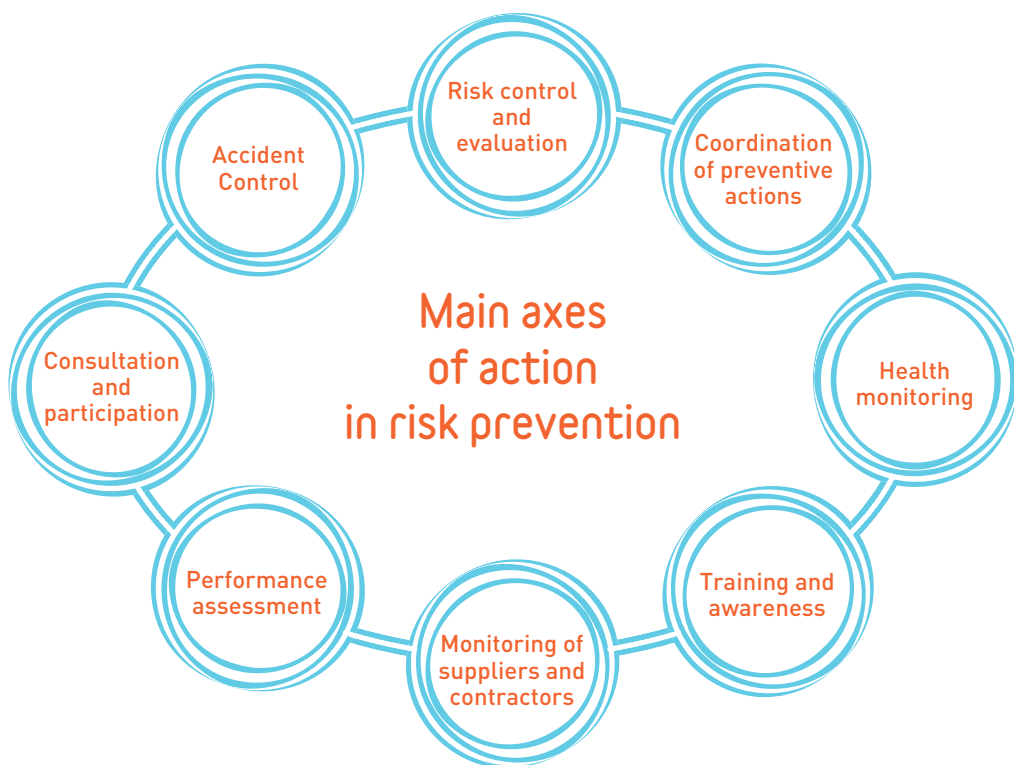 Risk control
and
evaluation
Coordination
of preventive
actions
Health
monitoring
Training and
awareness
Monitoring of
suppliers and
contractors
Performance
assessment
Consultation
and
participation
Accident
Control
Main axes
of action
in risk prevention